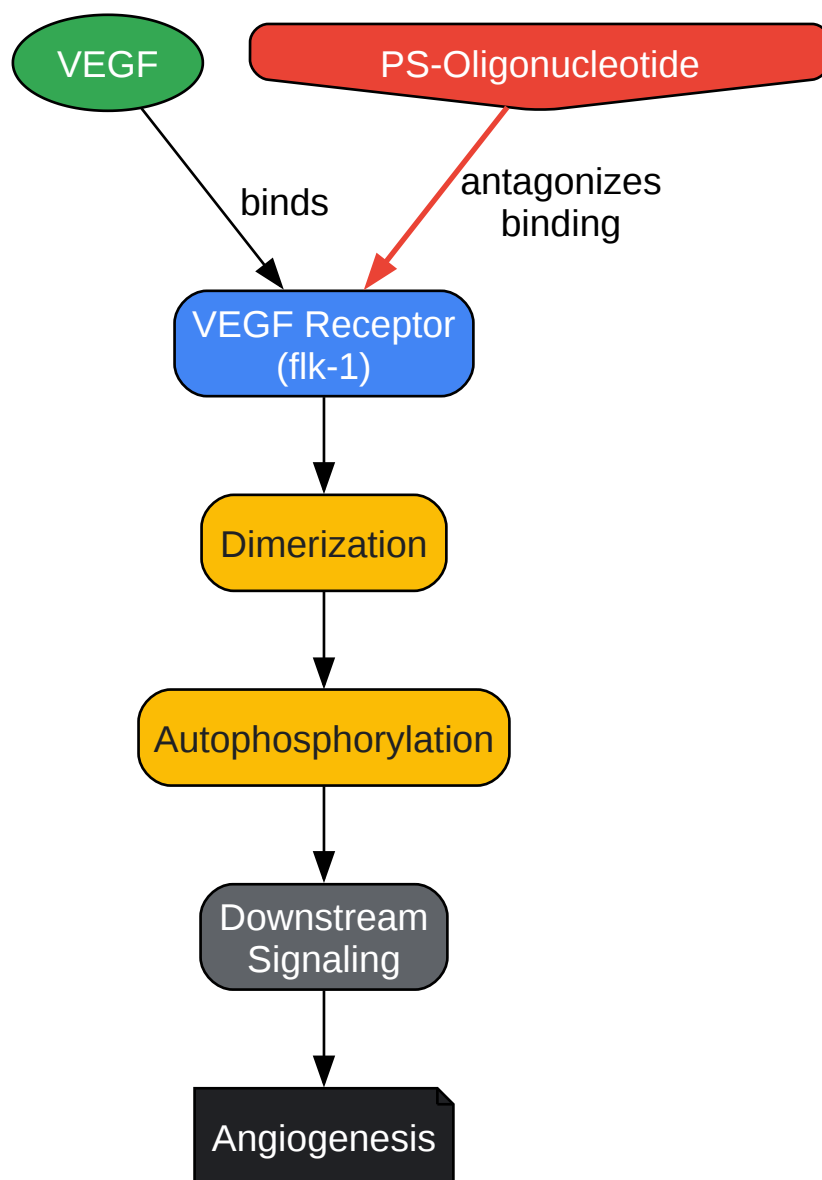 VEGF
PS-Oligonucleotide
binds
antagonizes
binding
VEGF Receptor
(flk-1)
Dimerization
Autophosphorylation
Downstream
Signaling
Angiogenesis